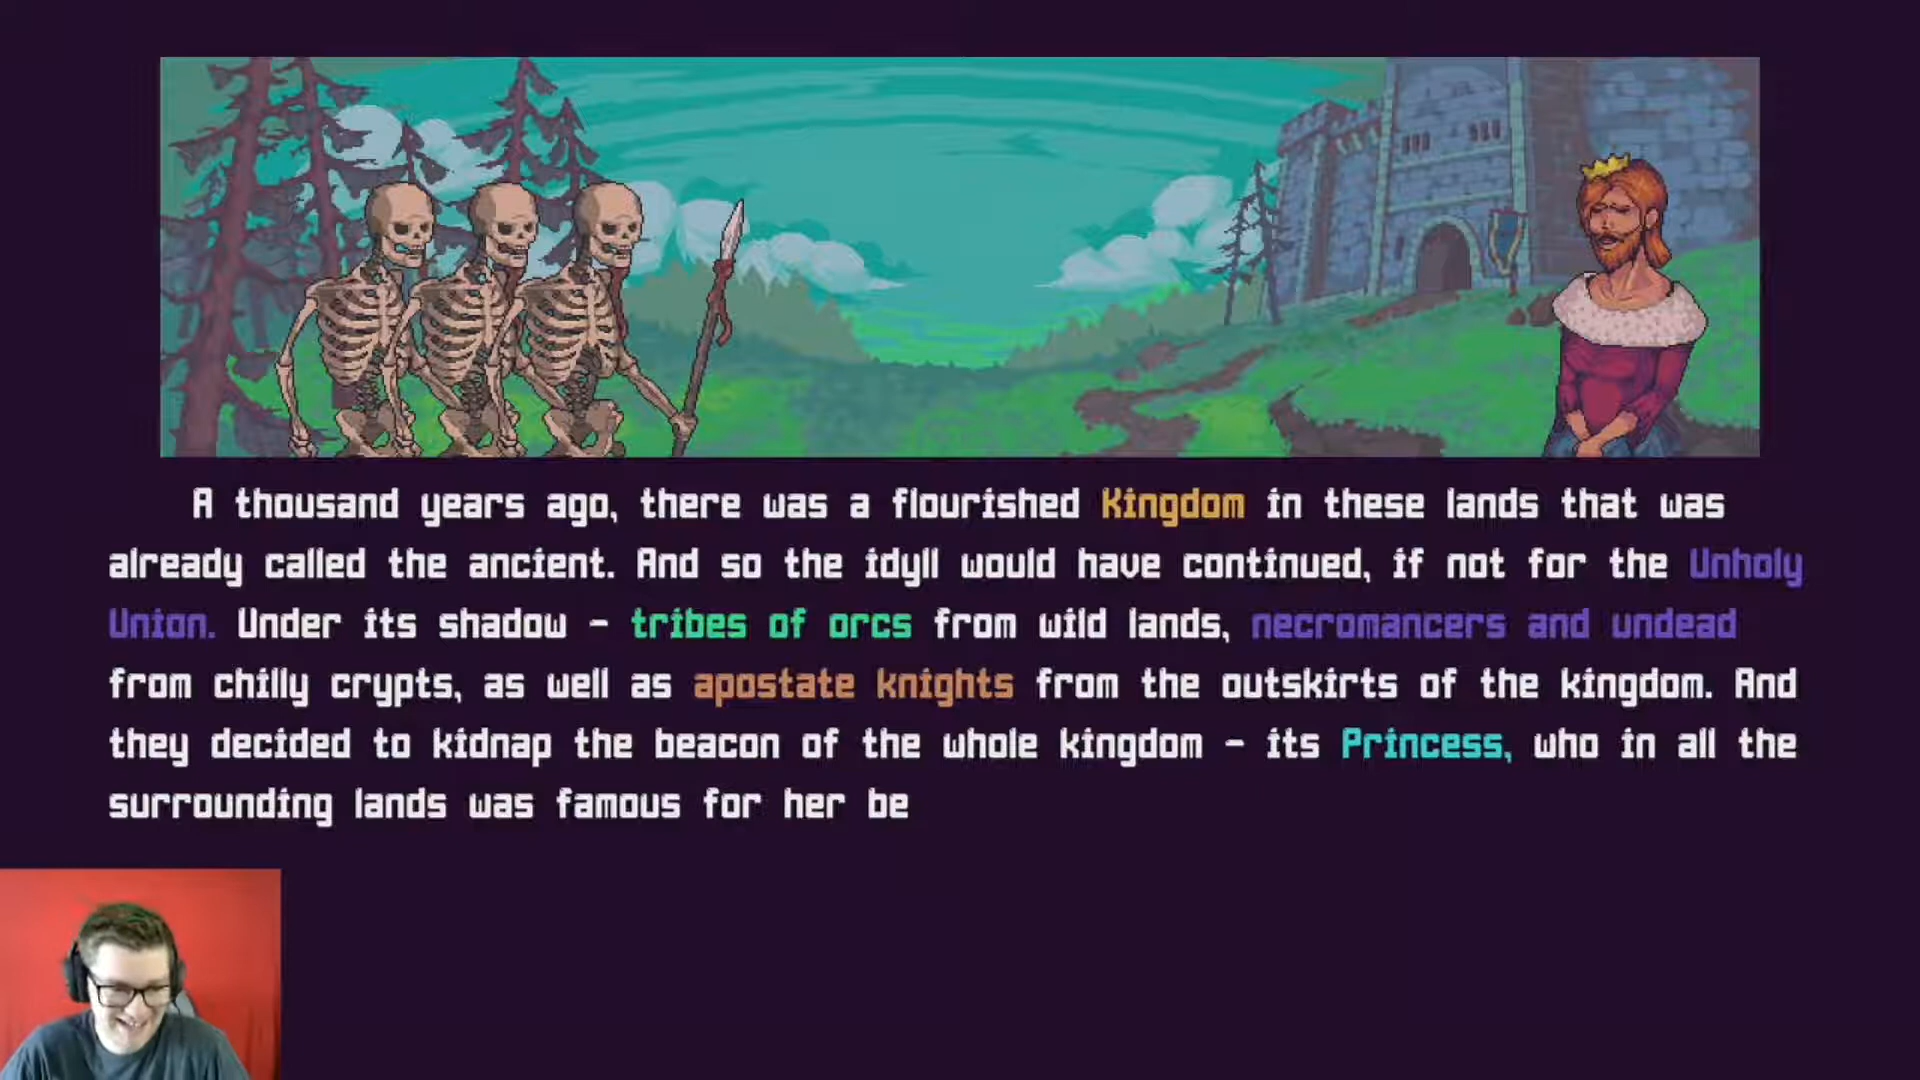 A thousand years ago, there was a flourished Kingdom in these lands that was
already called the ancient. And so the idyll would have continued, if not for the Unholy
Union. Under its shadow - tribes of orcs from wild lands, necromancers and undead
from chilly crypts, as well as apostate knights from the outskirts of the kingdom. And
they decided to kidnap the beacon of the whole kingdom - its Princess, who in all the
surrounding lands was famous for her be